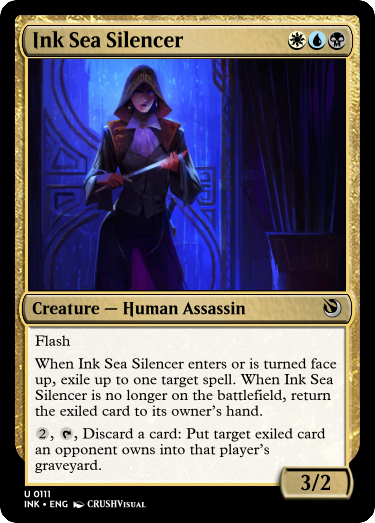 Ink Sea Silencer
Creature — Human Assassin
Flash
When Ink Sea Silencer enters or is turned face
up, exile up to one target spell. When Ink Sea
Silencer is no longer on the battlefield, return
the exiled card to its owner's hand.
2, T, Discard a card: Put target exiled card
an opponent owns into that player's
graveyard.
3/2
U 0111
INK • ENG CRUSHVisual